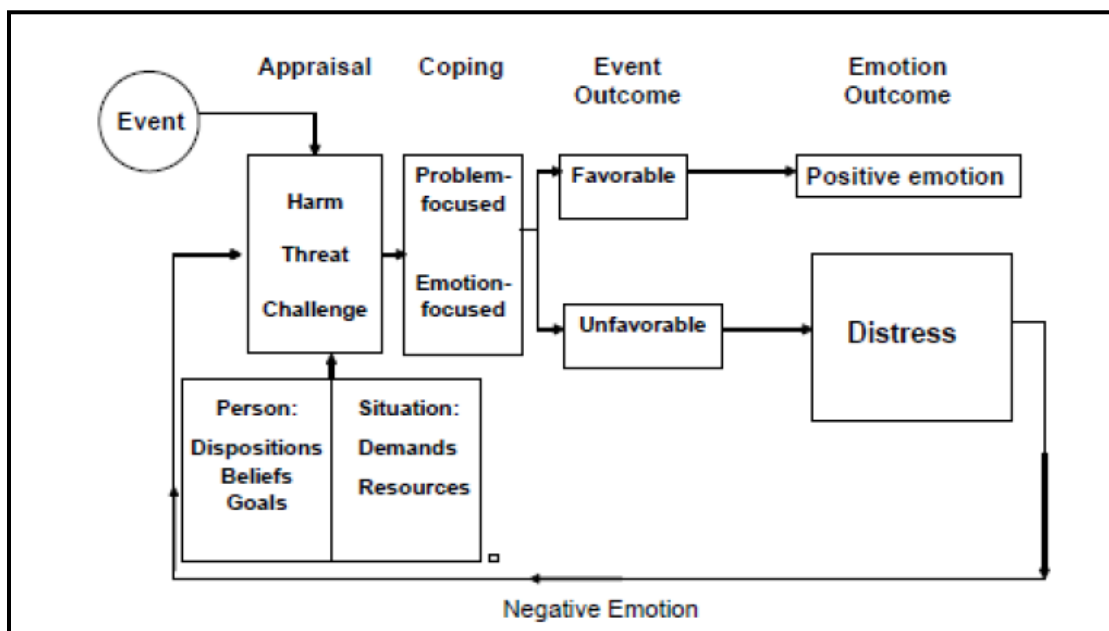 Appraisal
Coping
Event
Outcome
Emotion
Outcome
Event
Harm
Threat
Challenge
Problem-
focused
Emotion-
focused
Favorable
Unfavorable
Positive emotion
Distress
Person:
Dispositions
Beliefs
Goals
Situation:
Demands
Resources
Negative Emotion